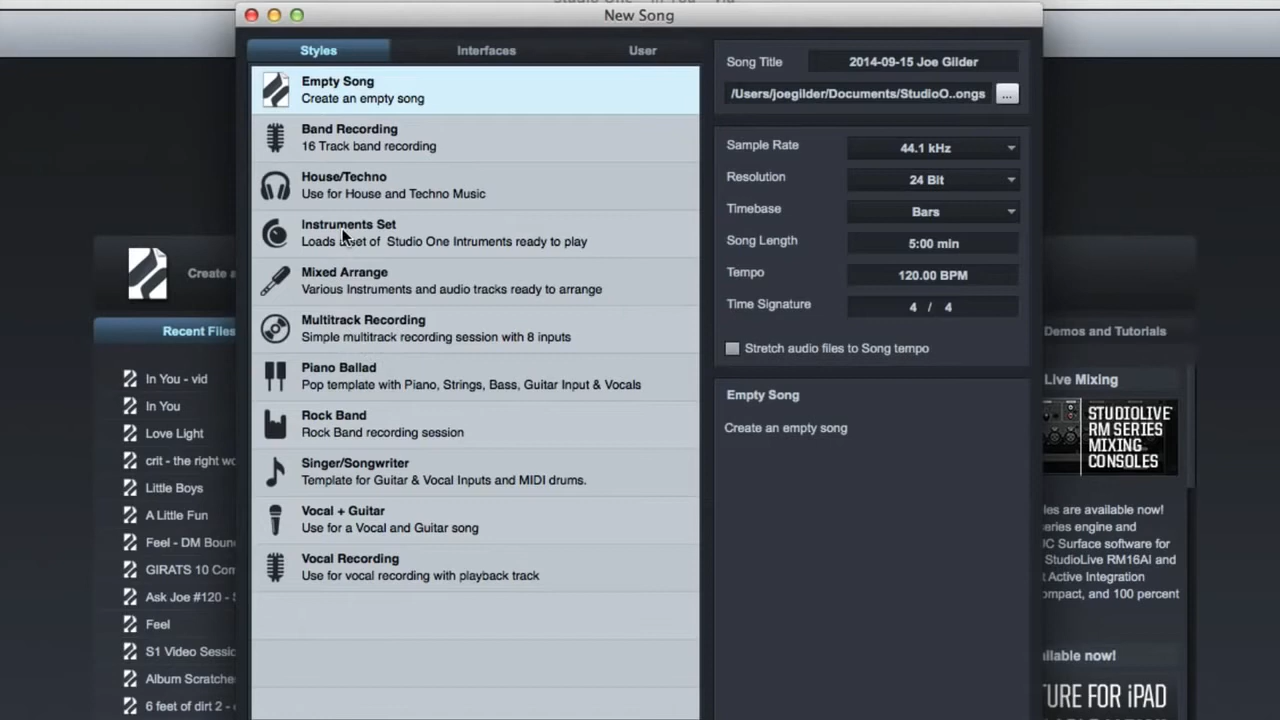 New Song
Styles
Interfaces
User
Empty Song
Create an empty song
Band Recording
16 Track band recording
House/Techno
Use for House and Techno Music
Instruments Set
Loads set of Studio One Intruments ready to play
Mixed Arrange
Various Instruments and audio tracks ready to arrange
Multitrack Recording
Simple multitrack recording session with 8 inputs
Piano Ballad
Pop template with Piano, Strings, Bass, Guitar Input & Vocals
Rock Band
Rock Band recording session
Singer/Songwriter
Template for Guitar & Vocal Inputs and MIDI drums.
Vocal + Guitar
Use for a Vocal and Guitar song
Vocal Recording
Use for vocal recording with playback track
Song Title 2014-09-15 Joe Gilder
/Users/joegilder/Documents/StudioO..ongs ...
Sample Rate 44.1 kHz
Resolution 24 Bit
Timebase Bars
Song Length 5:00 min
Tempo 120.00 BPM
Time Signature 4 / 4
Stretch audio files to Song tempo
Empty Song
Create an empty song
Create
Recent Files
In You - vid
In You
Love Light
crit - the right
Little Boys
A Little Fun
Feel - DM
GIRATS 10
Ask Joe #120 -
Feel
S1 Video
Album
6 feet of dirt 2 -
Demos and Tutorials
Live Mixing
STUDIOLIVE
RM SERIES
MIXING
CONSOLES
are available now!
series engine and
Surface software for
StudioLive RM16AI and
Active Integration
compact, and 100 percent
available now!
FOR iPAD